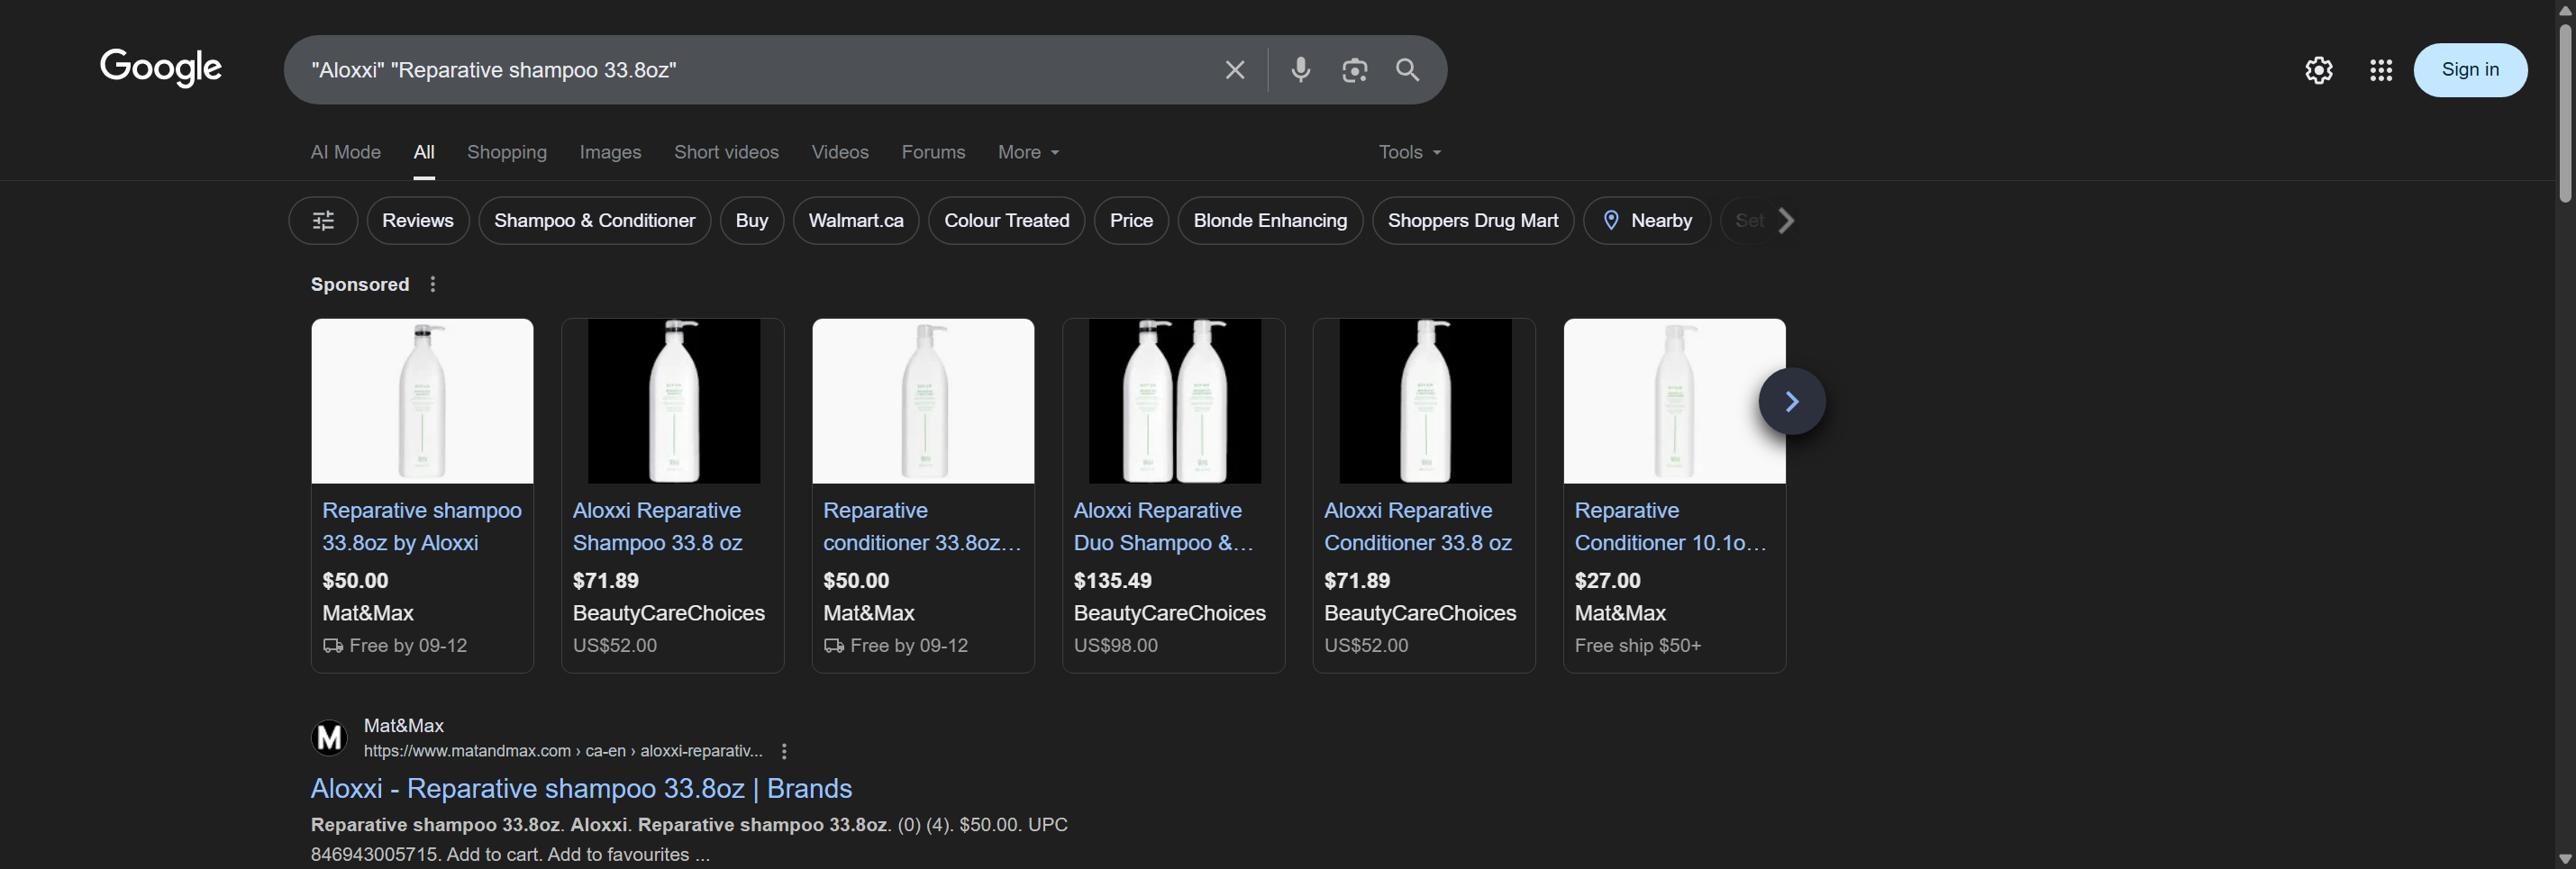 Google
"Aloxxi" "Reparative shampoo 33.8oz"
Sign in
AI Mode
All
Shopping
Images
Short videos
Videos
Forums
More
Tools
Reviews
Shampoo & Conditioner
Buy
Walmart.ca
Colour Treated
Price
Blonde Enhancing
Shoppers Drug Mart
Nearby
Set
Sponsored
Reparative shampoo
33.8oz by Aloxxi
$50.00
Mat&Max
Free by 09-12
Aloxxi Reparative
Shampoo 33.8 oz
$71.89
BeautyCareChoices
US$52.00
Reparative
conditioner 33.8oz...
$50.00
Mat&Max
Free by 09-12
Aloxxi Reparative
Duo Shampoo &...
$135.49
BeautyCareChoices
US$98.00
Aloxxi Reparative
Conditioner 33.8 oz
$71.89
BeautyCareChoices
US$52.00
Reparative
Conditioner 10.1o...
$27.00
Mat&Max
Free ship $50+
M
Mat&Max
https://www.matandmax.com › ca-en › aloxxi-reparativ...
Aloxxi - Reparative shampoo 33.8oz | Brands
Reparative shampoo 33.8oz. Aloxxi. Reparative shampoo 33.8oz. (0) (4). $50.00. UPC
846943005715. Add to cart. Add to favourites ...